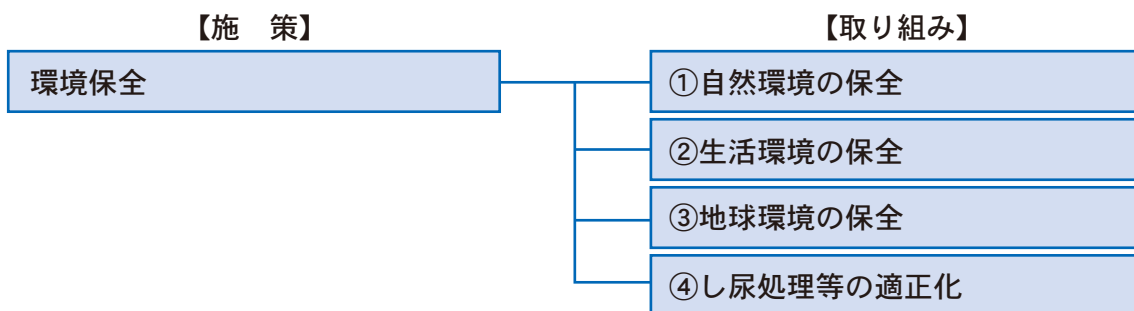 【施　策】
【取り組み】
環境保全
①自然環境の保全
②生活環境の保全
③地球環境の保全
④し尿処理等の適正化